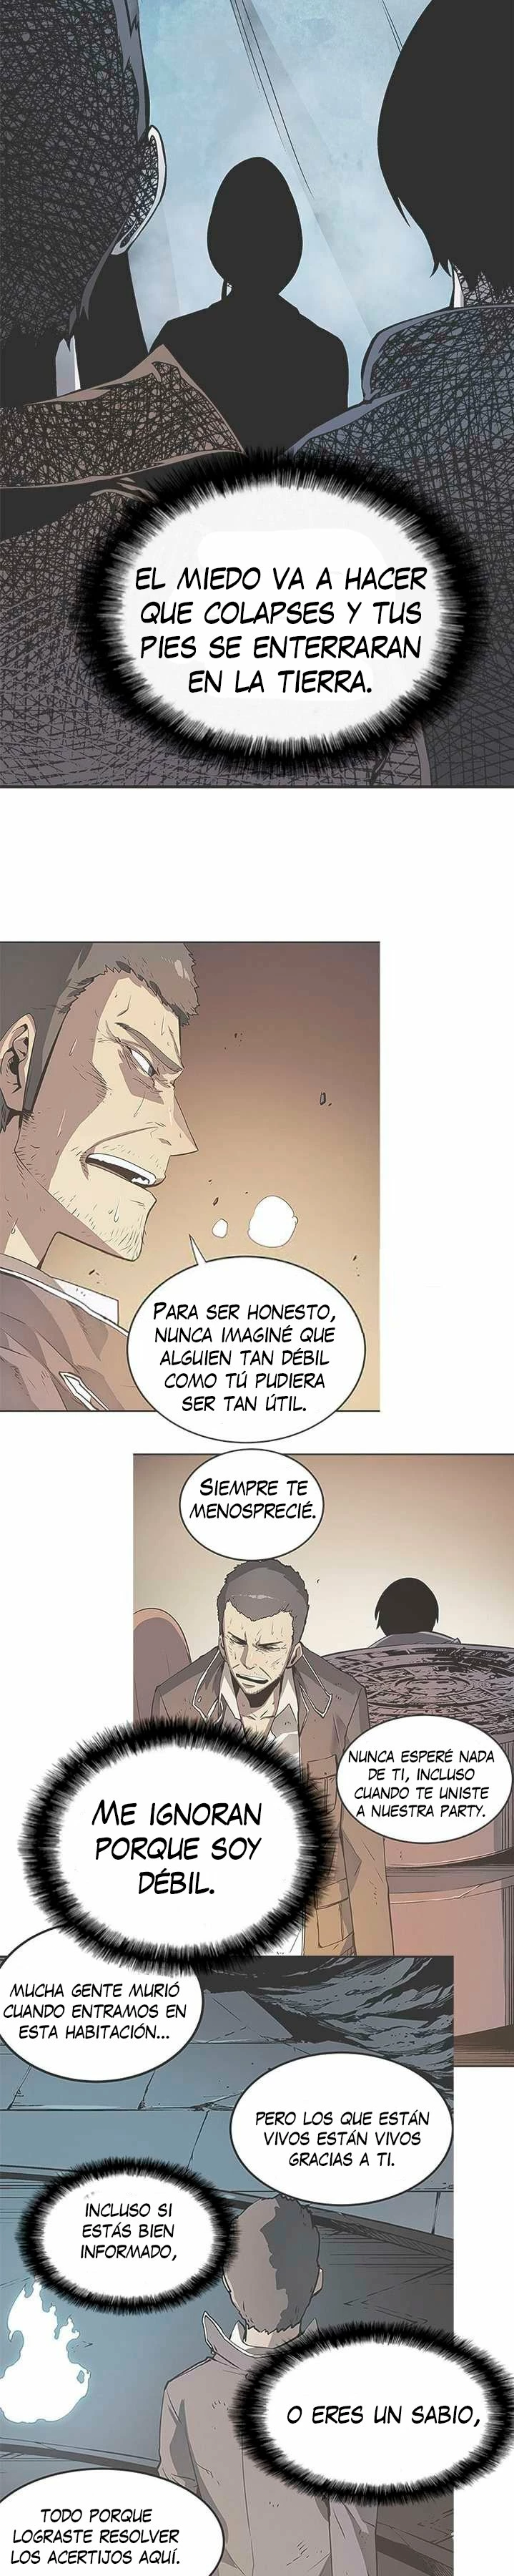 EL MIEDO VA A HACER
QUE COLAPSES Y TUS
PIES SE ENTERRARAN
EN LA TIERRA.
PARA SER HONESTO,
NUNCA IMAGINÉ QUE
ALGUIEN TAN DÉBIL
COMO TÚ PUDIERA
SER TAN ÚTIL.
SIEMPRE TE
MENOSPRECIÉ.
NUNCA ESPERÉ NADA
DE TI, INCLUSO
CUANDO TE UNISTE
A NUESTRA PARTY.
ME IGNORAN
PORQUE SOY
DÉBIL.
MUCHA GENTE MURIÓ
CUANDO ENTRAMOS EN
ESTA HABITACIÓN...
PERO LOS QUE ESTÁN
VIVOS ESTÁN VIVOS
GRACIAS A TI.
INCLUSO SI
ESTÁS BIEN
INFORMADO,
O ERES UN SABIO,
TODO PORQUE
LOGRASTE RESOLVER
LOS ACERTIJOS AQUÍ.